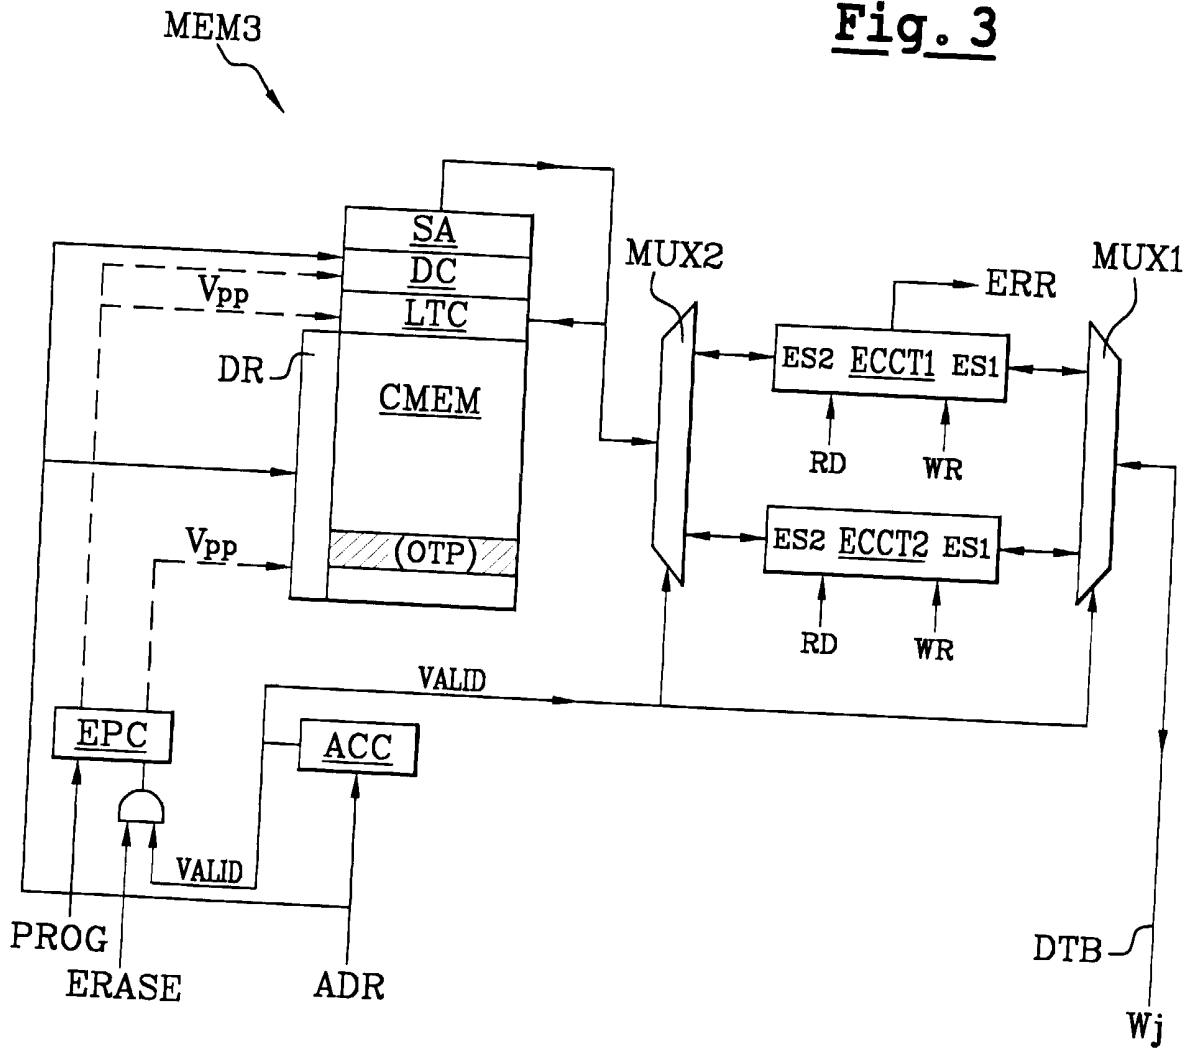 Fig. 3
MEM3
SA
DC
LTC
Vpp
DR
CMEM
(OTP)
Vpp
MUX2
MUX1
ERR
ES2 ECCT1 ES1
RD WR
ES2 ECCT2 ES1
RD WR
VALID
EPC
ACC
VALID
PROG
ERASE
ADR
DTB
Wj